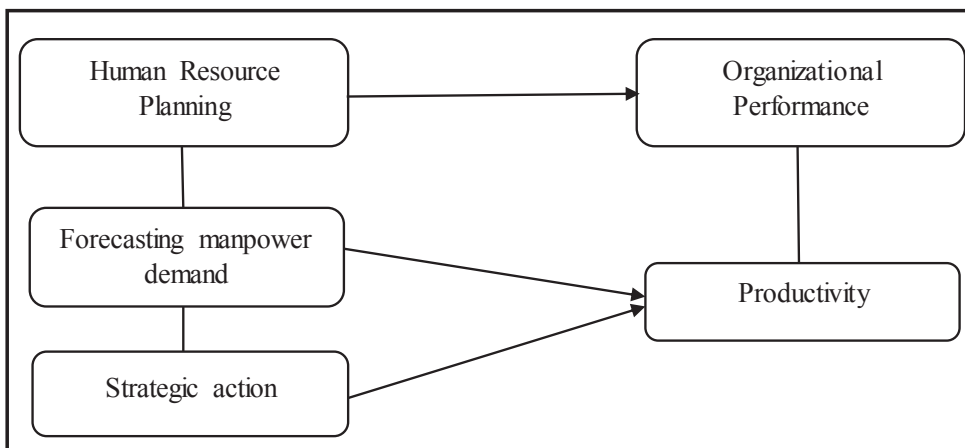 Human Resource
Planning
Organizational
Performance
Forecasting manpower
demand
Productivity
Strategic action